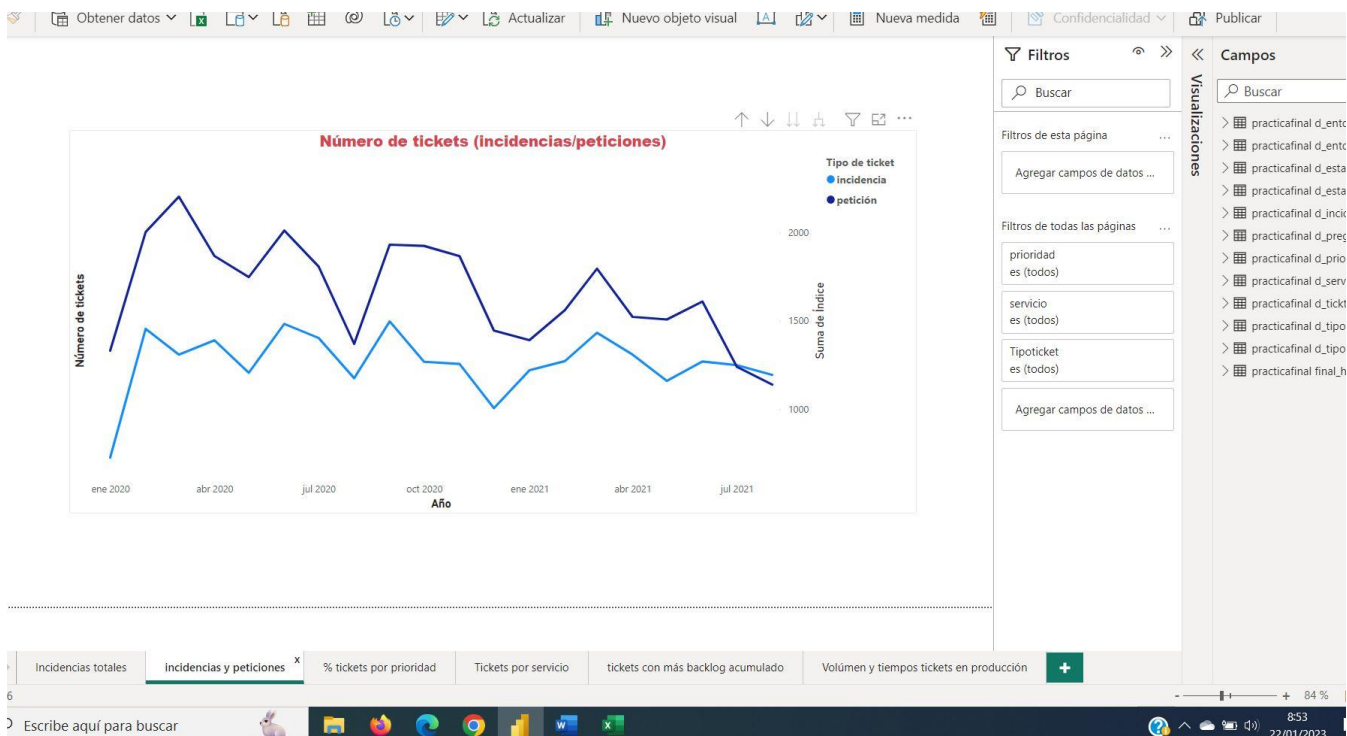 Obtener datos
Actualizar
Nuevo objeto visual
Nueva medida
Confidencialidad
Publicar
Número de tickets (incidencias/peticiones)
Tipo de ticket
incidencia
petición
2000
1500
1000
Número de tickets
Suma de Índice
ene 2020
abr 2020
jul 2020
oct 2020
ene 2021
abr 2021
jul 2021
Año
Filtros
Buscar
Filtros de esta página
...
Agregar campos de datos ...
Filtros de todas las páginas
...
prioridad
es (todos)
servicio
es (todos)
Tipoticket
es (todos)
Agregar campos de datos ...
Visualizaciones
Campos
Buscar
practicafinal d_ento
practicafinal d_ento
practicafinal d_esta
practicafinal d_esta
practicafinal d_incid
practicafinal d_preg
practicafinal d_prio
practicafinal d_serv
practicafinal d_tickt
practicafinal d_tipo
practicafinal d_tipo
practicafinal final_h
Incidencias totales
incidencias y peticiones x
% tickets por prioridad
Tickets por servicio
tickets con más backlog acumulado
Volúmen y tiempos tickets en producción
+
6
- + 84 %
Escribe aquí para buscar
8:53
22/01/2023